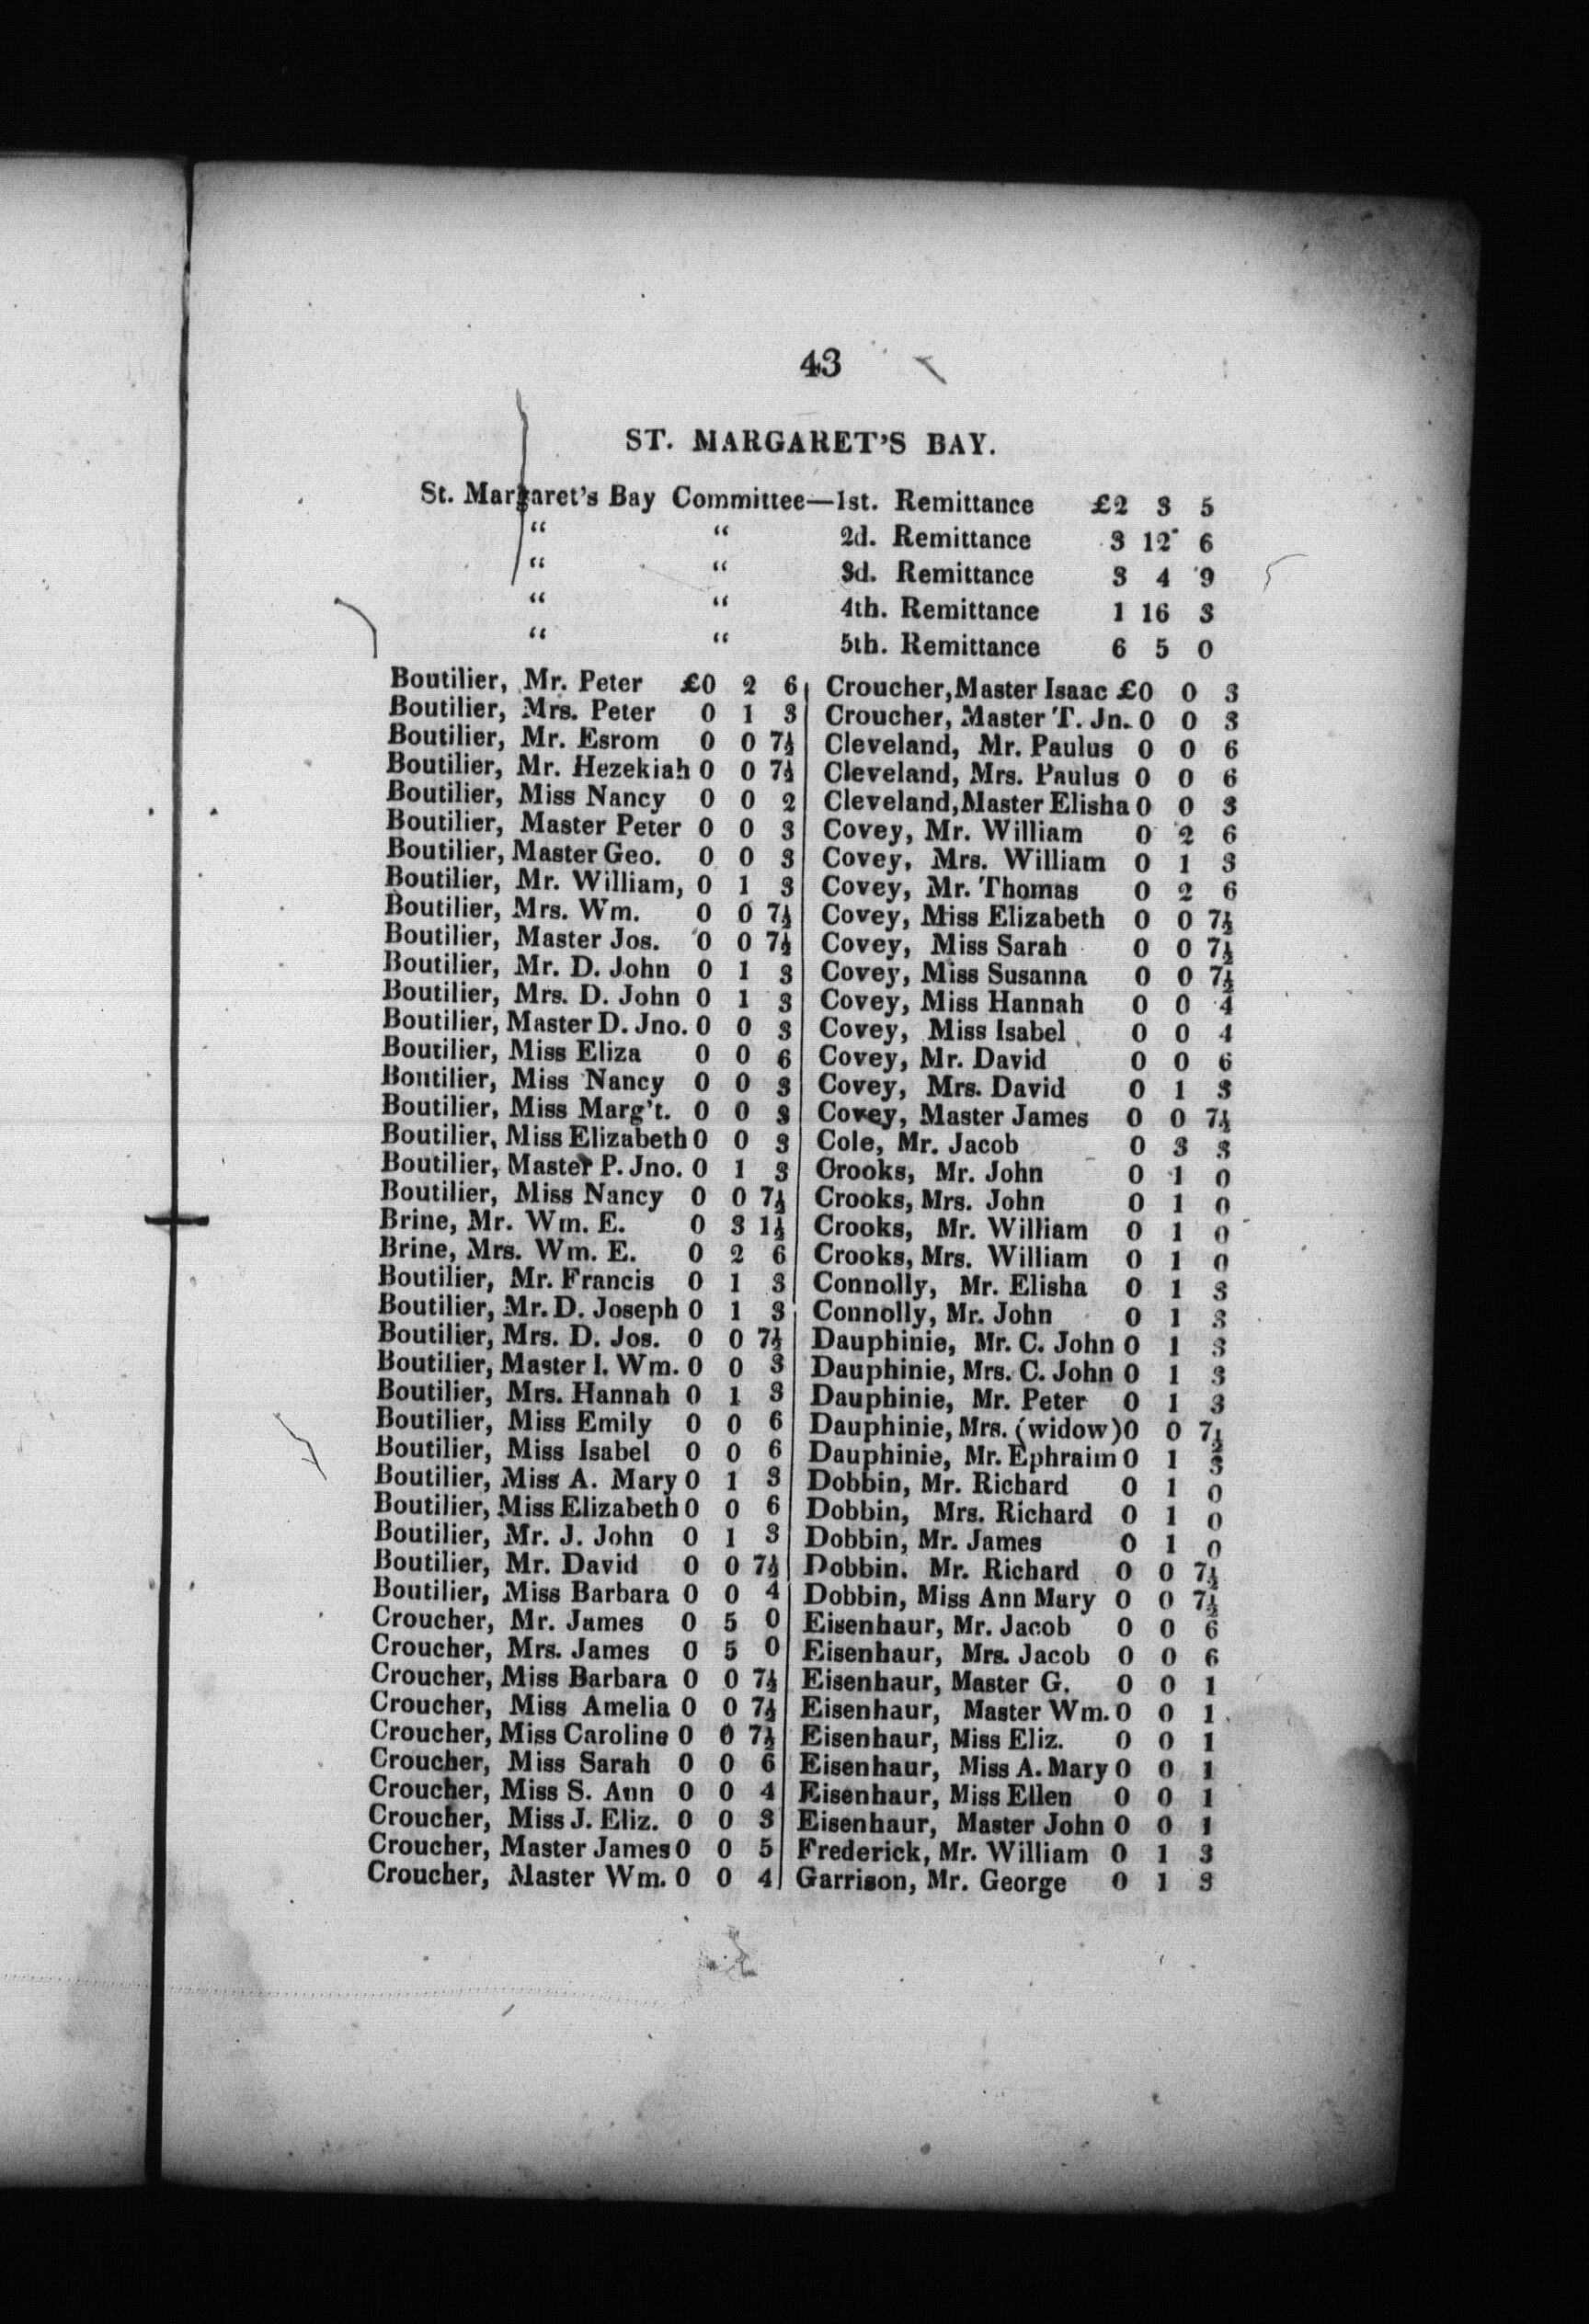 43
ST. MARGARET'S BAY.
St. Margaret's Bay Committee—1st. Remittance £2 3 5
“ “ 2d. Remittance 3 12 6
“ “ 3d. Remittance 3 4 9
“ “ 4th. Remittance 1 16 3
“ “ 5th. Remittance 6 5 0
Boutilier, Mr. Peter £0 2 6
Boutilier, Mrs. Peter 0 1 3
Boutilier, Mr. Esrom 0 0 7½
Boutilier, Mr. Hezekiah 0 0 7½
Boutilier, Miss Nancy 0 0 2
Boutilier, Master Peter 0 0 3
Boutilier, Master Geo. 0 0 3
Boutilier, Mr. William, 0 1 3
Boutilier, Mrs. Wm. 0 0 7½
Boutilier, Master Jos. 0 0 7½
Boutilier, Mr. D. John 0 1 3
Boutilier, Mrs. D. John 0 1 3
Boutilier, Master D. Jno. 0 0 3
Boutilier, Miss Eliza 0 0 6
Boutilier, Miss Nancy 0 0 3
Boutilier, Miss Marg't. 0 0 3
Boutilier, Miss Elizabeth 0 0 3
Boutilier, Master P. Jno. 0 1 3
Boutilier, Miss Nancy 0 0 7½
Brine, Mr. Wm. E. 0 3 1½
Brine, Mrs. Wm. E. 0 2 6
Boutilier, Mr. Francis 0 1 3
Boutilier, Mr. D. Joseph 0 1 3
Boutilier, Mrs. D. Jos. 0 0 7½
Boutilier, Master I. Wm. 0 0 3
Boutilier, Mrs. Hannah 0 1 3
Boutilier, Miss Emily 0 0 6
Boutilier, Miss Isabel 0 0 6
Boutilier, Miss A. Mary 0 1 3
Boutilier, Miss Elizabeth 0 0 6
Boutilier, Mr. J. John 0 1 3
Boutilier, Mr. David 0 0 7½
Boutilier, Miss Barbara 0 0 4
Croucher, Mr. James 0 5 0
Croucher, Mrs. James 0 5 0
Croucher, Miss Barbara 0 0 7½
Croucher, Miss Amelia 0 0 7½
Croucher, Miss Caroline 0 0 7½
Croucher, Miss Sarah 0 0 6
Croucher, Miss S. Ann 0 0 4
Croucher, Miss J. Eliz. 0 0 3
Croucher, Master James 0 0 5
Croucher, Master Wm. 0 0 4
Croucher, Master Isaac £0 0 3
Croucher, Master T. Jn. 0 0 3
Cleveland, Mr. Paulus 0 0 6
Cleveland, Mrs. Paulus 0 0 6
Cleveland, Master Elisha 0 0 3
Covey, Mr. William 0 2 6
Covey, Mrs. William 0 1 3
Covey, Mr. Thomas 0 2 6
Covey, Miss Elizabeth 0 0 7½
Covey, Miss Sarah 0 0 7½
Covey, Miss Susanna 0 0 7½
Covey, Miss Hannah 0 0 4
Covey, Miss Isabel 0 0 4
Covey, Mr. David 0 0 6
Covey, Mrs. David 0 1 3
Covey, Master James 0 0 7½
Cole, Mr. Jacob 0 3 3
Crooks, Mr. John 0 1 0
Crooks, Mrs. John 0 1 0
Crooks, Mr. William 0 1 0
Crooks, Mrs. William 0 1 0
Connolly, Mr. Elisha 0 1 3
Connolly, Mr. John 0 1 3
Dauphinie, Mr. C. John 0 1 3
Dauphinie, Mrs. C. John 0 1 3
Dauphinie, Mr. Peter 0 1 3
Dauphinie, Mrs. (widow) 0 0 7½
Dauphinie, Mr. Ephraim 0 1 3
Dobbin, Mr. Richard 0 1 0
Dobbin, Mrs. Richard 0 1 0
Dobbin, Mr. James 0 1 0
Dobbin. Mr. Richard 0 0 7½
Dobbin, Miss Ann Mary 0 0 7½
Eisenhaur, Mr. Jacob 0 0 6
Eisenhaur, Mrs. Jacob 0 0 6
Eisenhaur, Master G. 0 0 1
Eisenhaur, Master Wm. 0 0 1
Eisenhaur, Miss Eliz. 0 0 1
Eisenhaur, Miss A. Mary 0 0 1
Eisenhaur, Miss Ellen 0 0 1
Eisenhaur, Master John 0 0 1
Frederick, Mr. William 0 1 3
Garrison, Mr. George 0 1 3